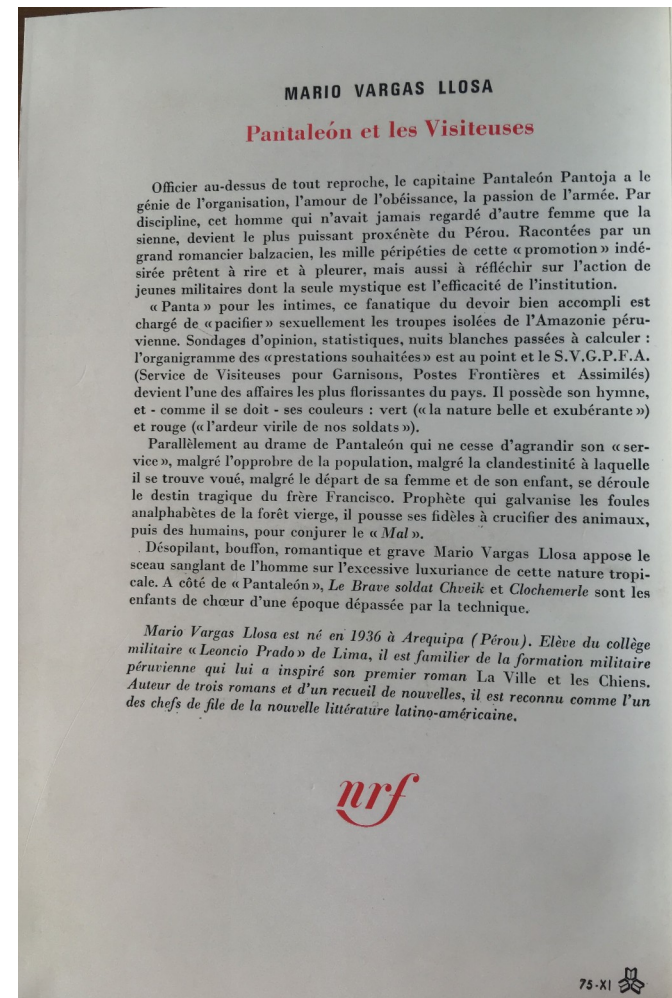 MARIO VARGAS LLOSA
Pantaleón et les Visiteuses
Officier au-dessus de tout reproche, le capitaine Pantaleón Pantoja a le
génie de l'organisation, l'amour de l'obéissance, la passion de l'armée. Par
discipline, cet homme qui n'avait jamais regardé d'autre femme que la
sienne, devient le plus puissant proxénète du Pérou. Racontées par un
grand romancier balzacien, les mille péripéties de cette « promotion » indé-
sirée prêtent à rire et à pleurer, mais aussi à réfléchir sur l'action de
jeunes militaires dont la seule mystique est l'efficacité de l'institution.
« Panta » pour les intimes, ce fanatique du devoir bien accompli est
chargé de « pacifier » sexuellement les troupes isolées de l'Amazonie péru-
vienne. Sondages d'opinion, statistiques, nuits blanches passées à calculer :
l'organigramme des «prestations souhaitées» est au point et le S.V.G.P.F.A.
(Service de Visiteuses pour Garnisons, Postes Frontières et Assimilés)
devient l'une des affaires les plus florissantes du pays. Il possède son hymne,
et - comme il se doit - ses couleurs : vert (« la nature belle et exubérante »)
et rouge (« l'ardeur virile de nos soldats »).
Parallèlement au drame de Pantaleón qui ne cesse d'agrandir son « ser-
vice », malgré l'opprobre de la population, malgré la clandestinité à laquelle
il se trouve voué, malgré le départ de sa femme et de son enfant, se déroule
le destin tragique du frère Francisco. Prophète qui galvanise les foules
analphabètes de la forêt vierge, il pousse ses fidèles à crucifier des animaux,
puis des humains, pour conjurer le « Mal ».
Désopilant, bouffon, romantique et grave Mario Vargas Llosa appose le
sceau sanglant de l'homme sur l'excessive luxuriance de cette nature tropi-
cale. A côté de « Pantaleón », Le Brave soldat Chveik et Clochemerle sont les
enfants de chœur d'une époque dépassée par la technique.
Mario Vargas Llosa est né en 1936 à Arequipa (Pérou). Elève du collège
militaire « Leoncio Prado » de Lima, il est familier de la formation militaire
péruvienne qui lui a inspiré son premier roman La Ville et les Chiens.
Auteur de trois romans et d'un recueil de nouvelles, il est reconnu comme l'un
des chefs de file de la nouvelle littérature latino-américaine.
nrf
75-XI